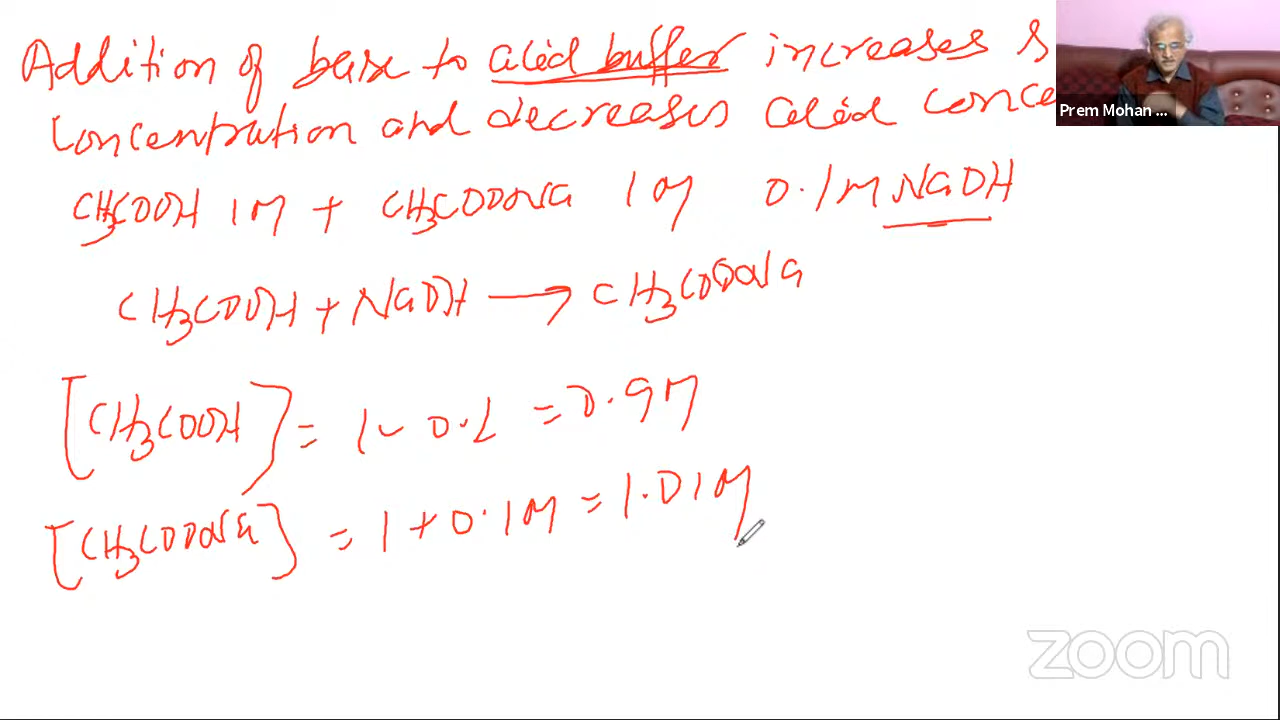 Addition of base to acid buffer increases s
concentration and decreases acid conce
Prem Mohan ...
CH3COOH 1M + CH3COONa 1M 0.1M NaOH
CH3COOH + NaOH → CH3COONa
[CH3COOH] = 1 - 0.1 = 0.9M
[CH3COONa] = 1 + 0.1M = 1.01M
zoom